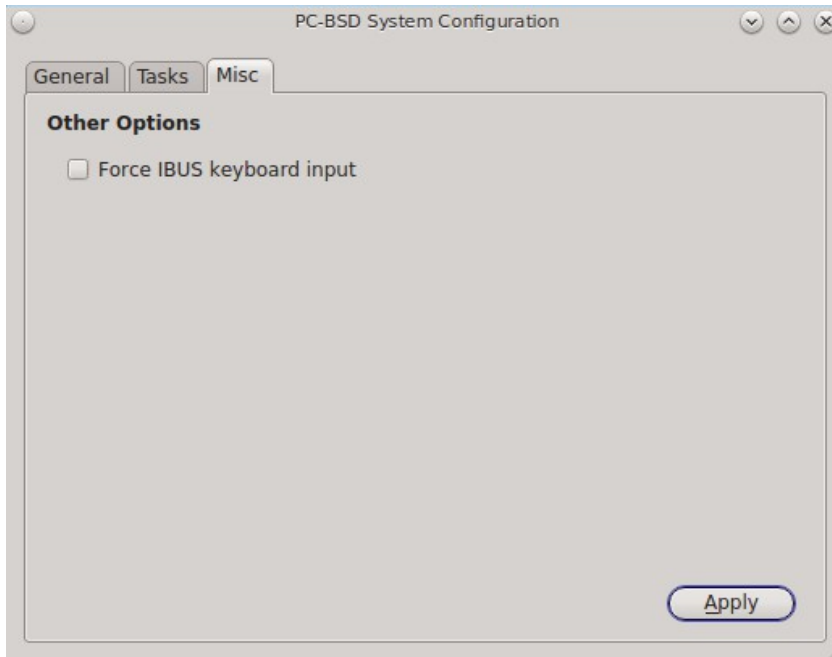 PC-BSD System Configuration
General Tasks Misc
Other Options
Force IBUS keyboard input
Apply